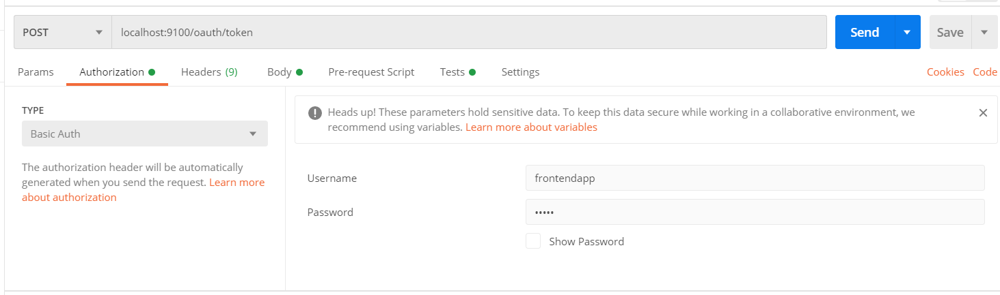 POST
localhost:9100/oauth/token
Send
Save
Params
Authorization
Headers (9)
Body
Pre-request Script
Tests
Settings
Cookies
Code
TYPE
Basic Auth
The authorization header will be automatically
generated when you send the request. Learn more
about authorization
Heads up! These parameters hold sensitive data. To keep this data secure while working in a collaborative environment, we
recommend using variables. Learn more about variables
Username
frontendapp
Password
•••••
Show Password